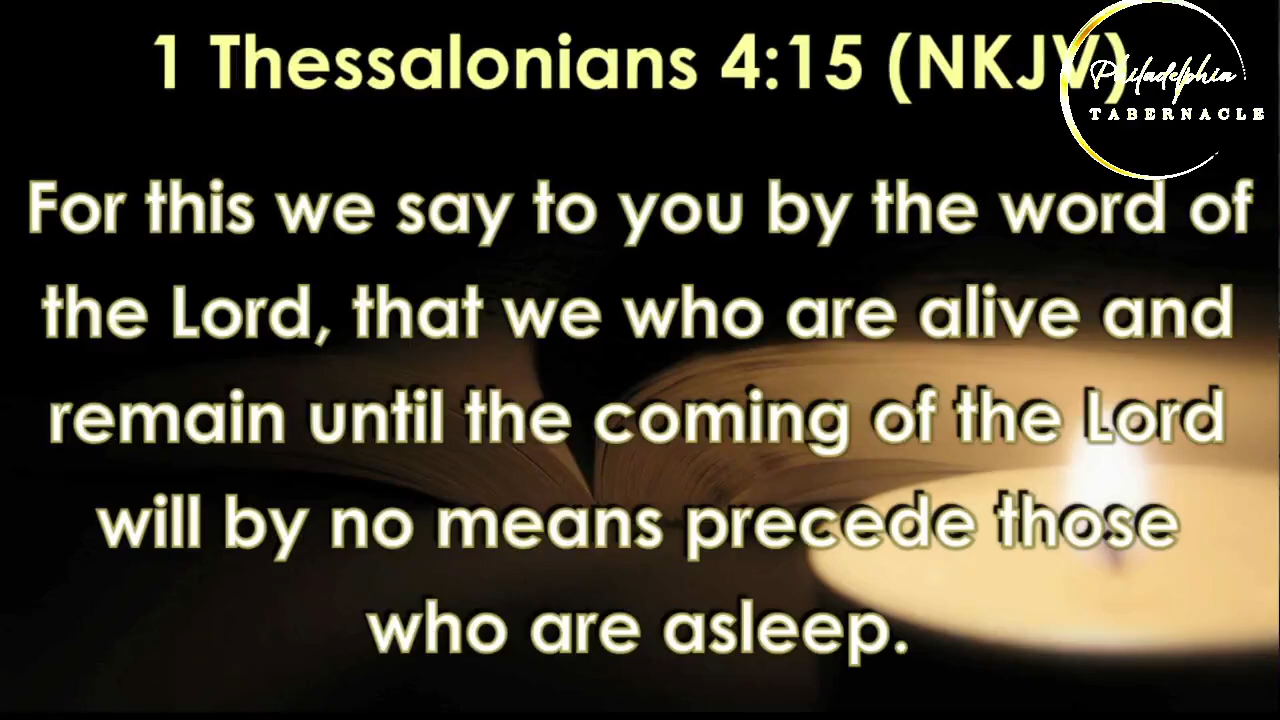 1 Thessalonians 4:15 (NKJV)
Philadelphia
TABERNACLE
For this we say to you by the word of
the Lord, that we who are alive and
remain until the coming of the Lord
will by no means precede those
who are asleep.